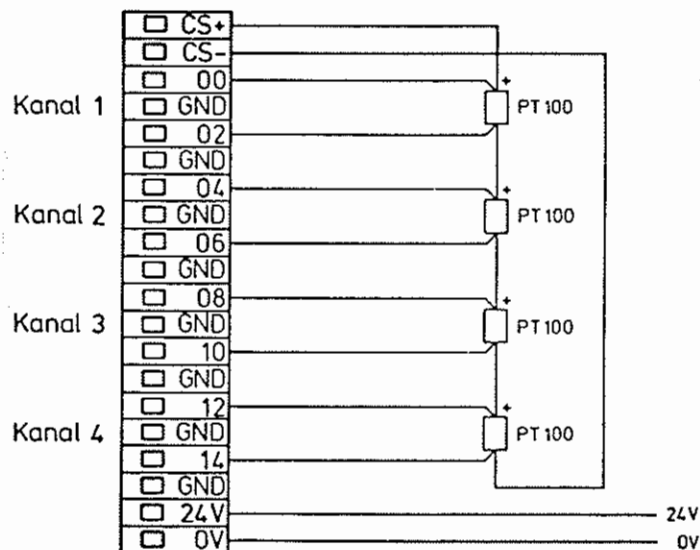 CS+
CS-
00
Kanal 1 GND PT 100
02
GND
04
Kanal 2 GND PT 100
06
GND
08
Kanal 3 GND PT 100
10
GND
12
Kanal 4 GND PT 100
14
GND
24V 24V
0V 0V